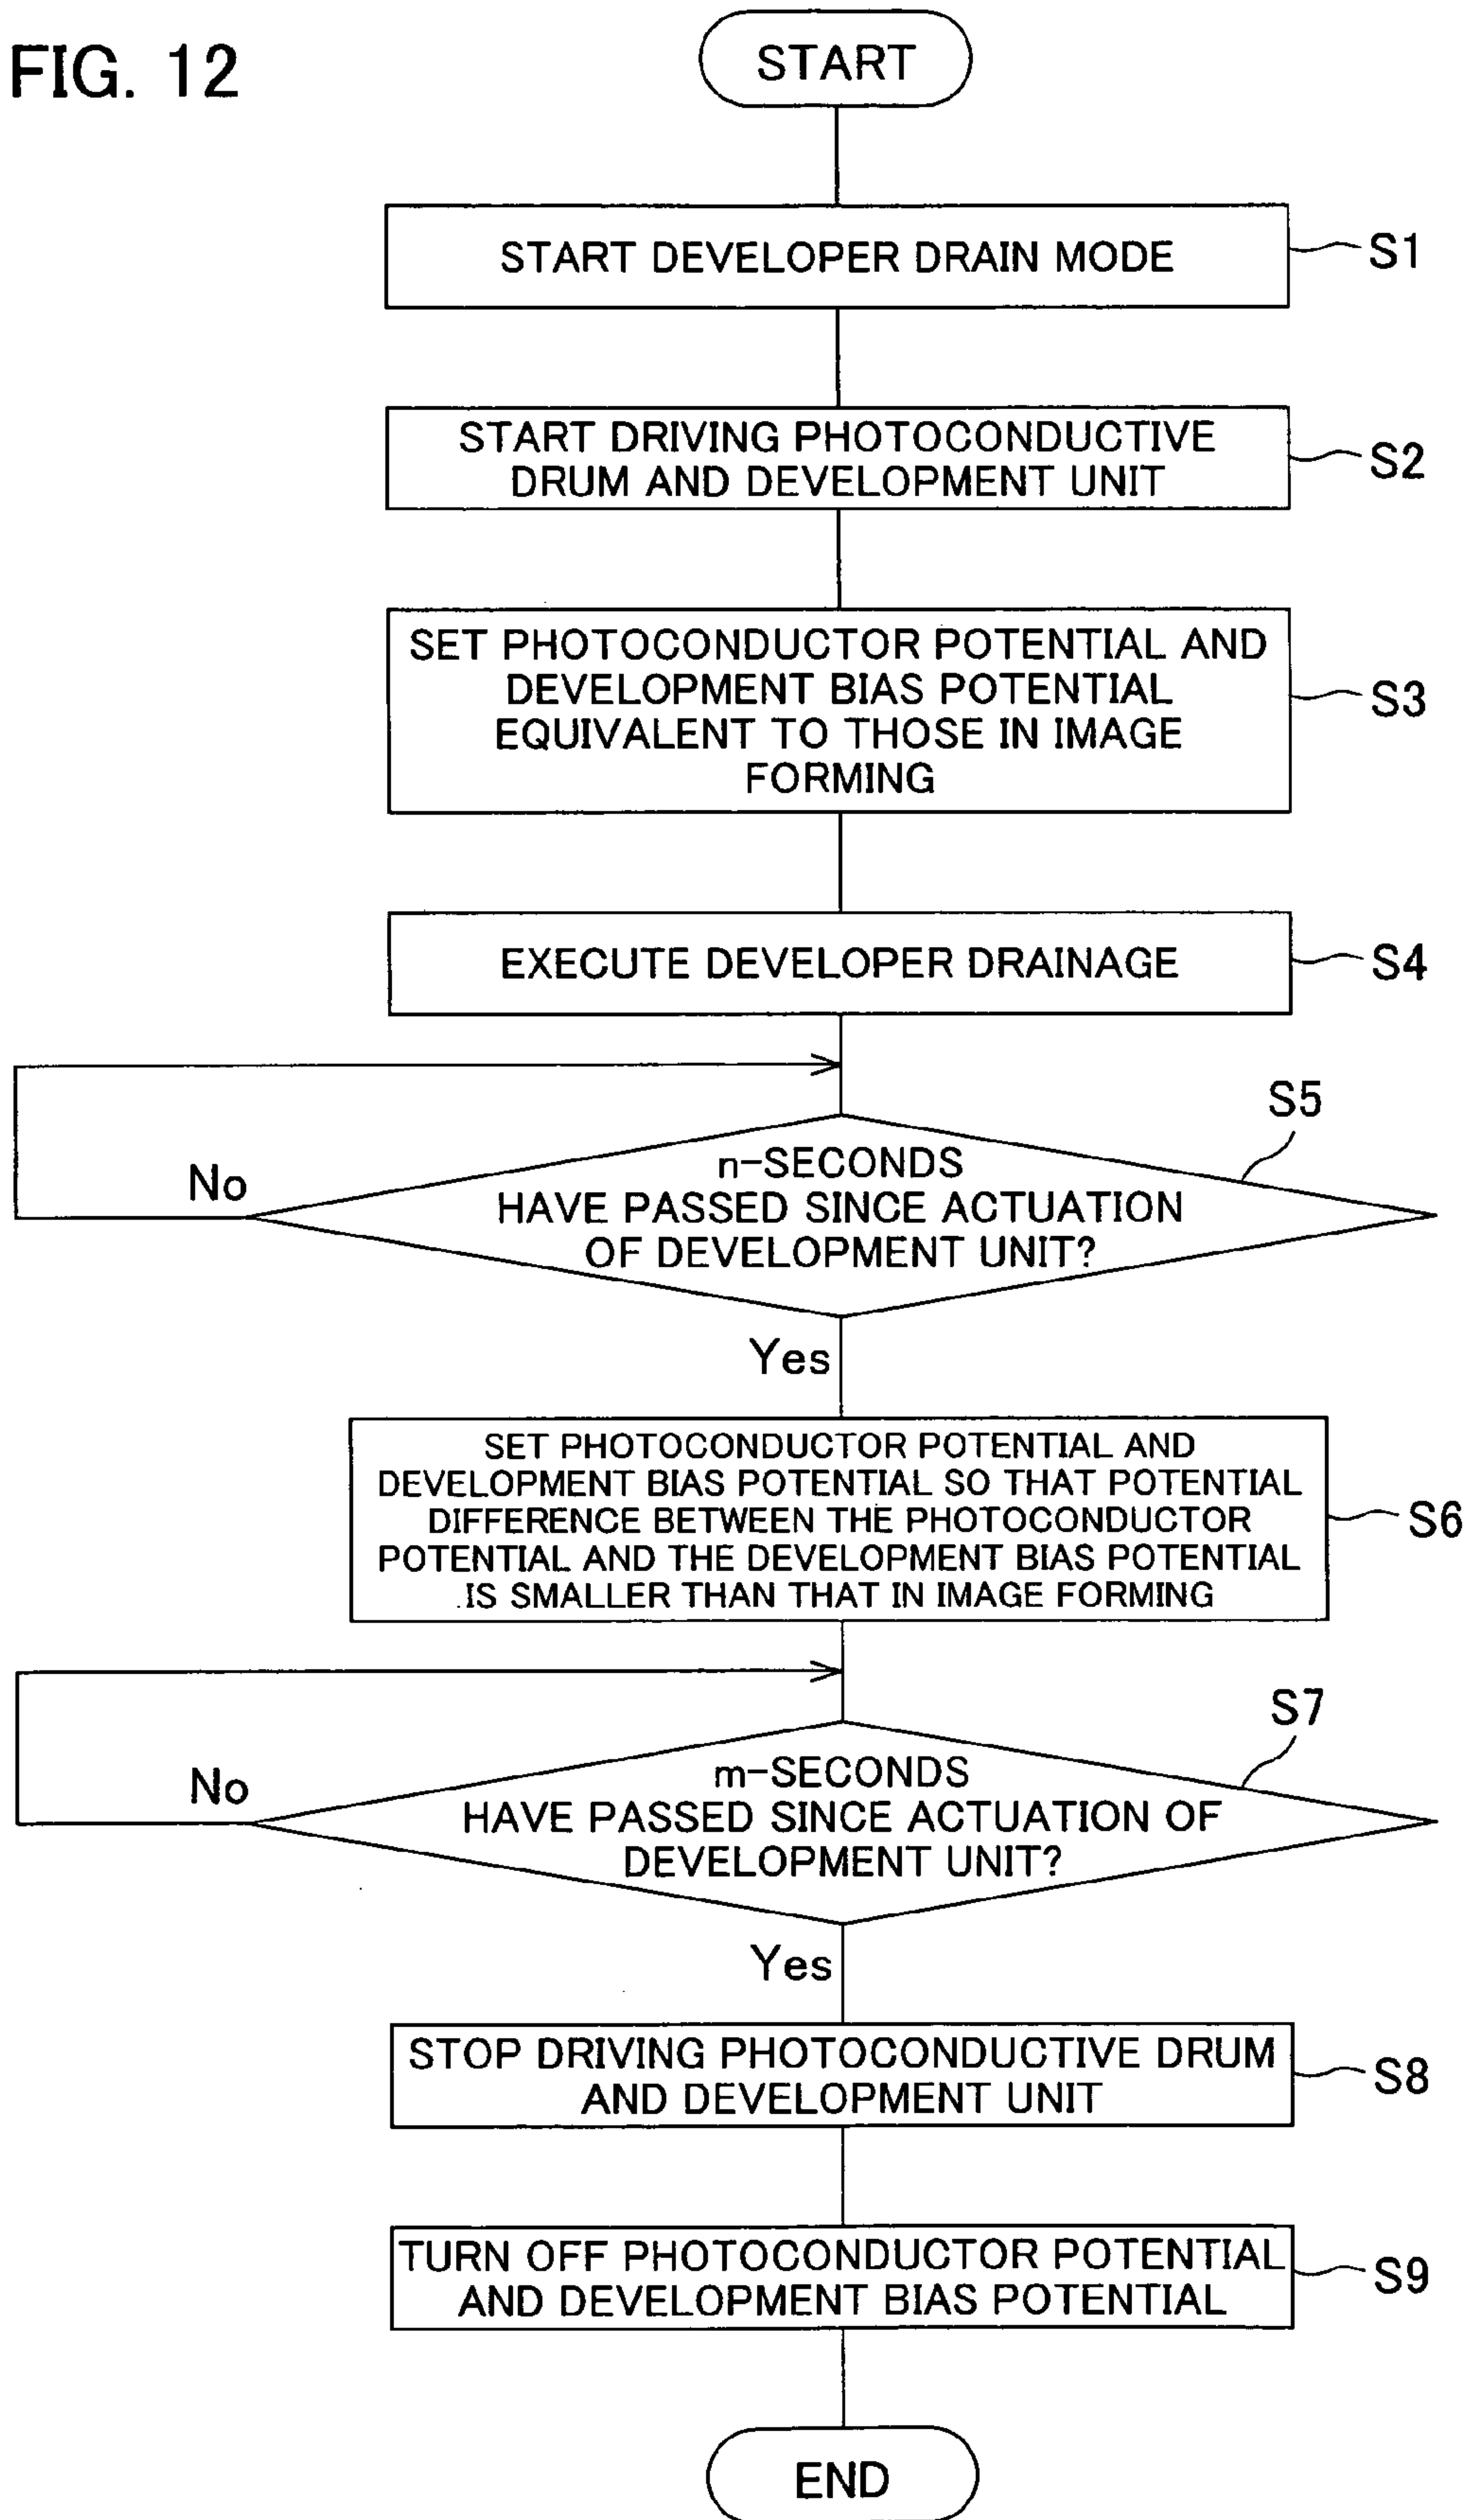 FIG. 12
START
START DEVELOPER DRAIN MODE
S1
START DRIVING PHOTOCONDUCTIVE
DRUM AND DEVELOPMENT UNIT
S2
SET PHOTOCONDUCTOR POTENTIAL AND
DEVELOPMENT BIAS POTENTIAL
EQUIVALENT TO THOSE IN IMAGE
FORMING
S3
EXECUTE DEVELOPER DRAINAGE
S4
S5
n-SECONDS
HAVE PASSED SINCE ACTUATION
OF DEVELOPMENT UNIT?
No
Yes
SET PHOTOCONDUCTOR POTENTIAL AND
DEVELOPMENT BIAS POTENTIAL SO THAT POTENTIAL
DIFFERENCE BETWEEN THE PHOTOCONDUCTOR
POTENTIAL AND THE DEVELOPMENT BIAS POTENTIAL
IS SMALLER THAN THAT IN IMAGE FORMING
S6
S7
m-SECONDS
HAVE PASSED SINCE ACTUATION OF
DEVELOPMENT UNIT?
No
Yes
STOP DRIVING PHOTOCONDUCTIVE DRUM
AND DEVELOPMENT UNIT
S8
TURN OFF PHOTOCONDUCTOR POTENTIAL
AND DEVELOPMENT BIAS POTENTIAL
S9
END